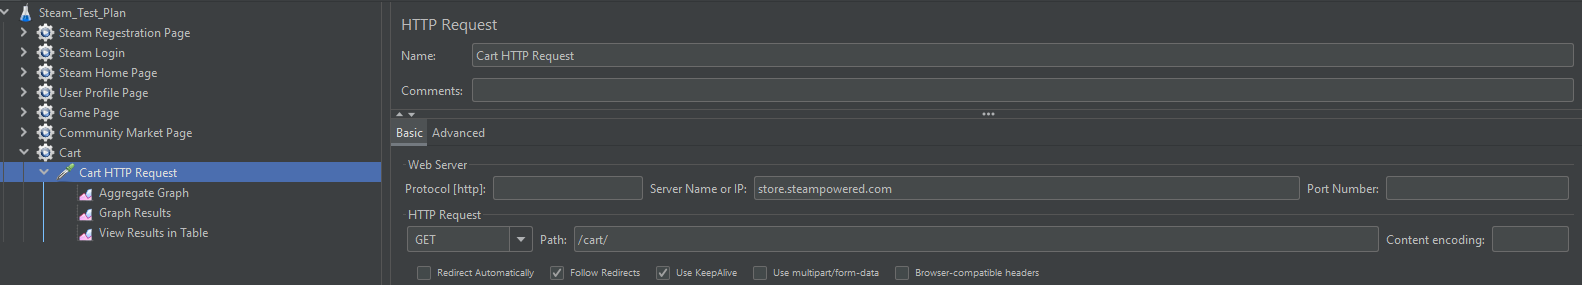 Steam_Test_Plan
Steam Regestration Page
Steam Login
Steam Home Page
User Profile Page
Game Page
Community Market Page
Cart
Cart HTTP Request
Aggregate Graph
Graph Results
View Results in Table
HTTP Request
Name: Cart HTTP Request
Comments:
Basic Advanced
Web Server
Protocol [http]: Server Name or IP: store.steampowered.com Port Number:
HTTP Request
GET Path: /cart/ Content encoding:
Redirect Automatically Follow Redirects Use KeepAlive Use multipart/form-data Browser-compatible headers